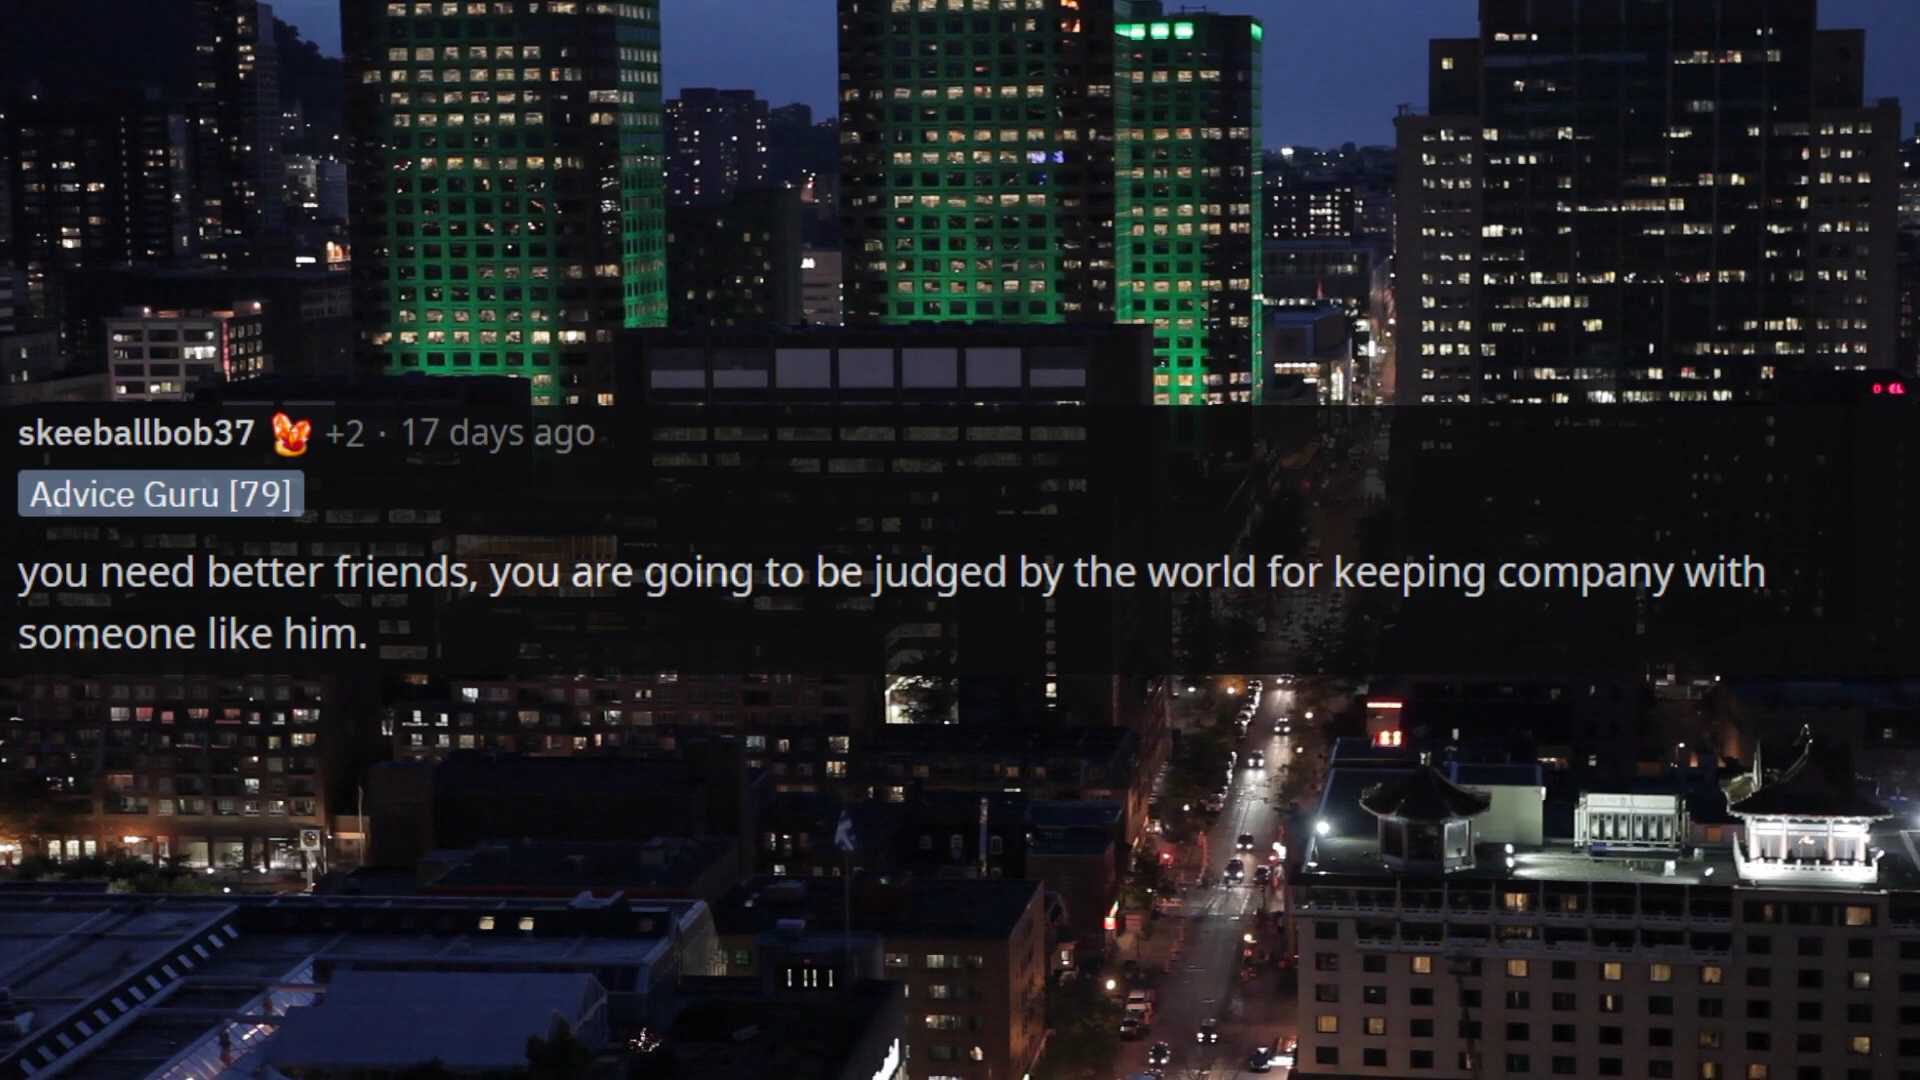 skeeballbob37 +2 · 17 days ago
Advice Guru [79]
you need better friends, you are going to be judged by the world for keeping company with
someone like him.